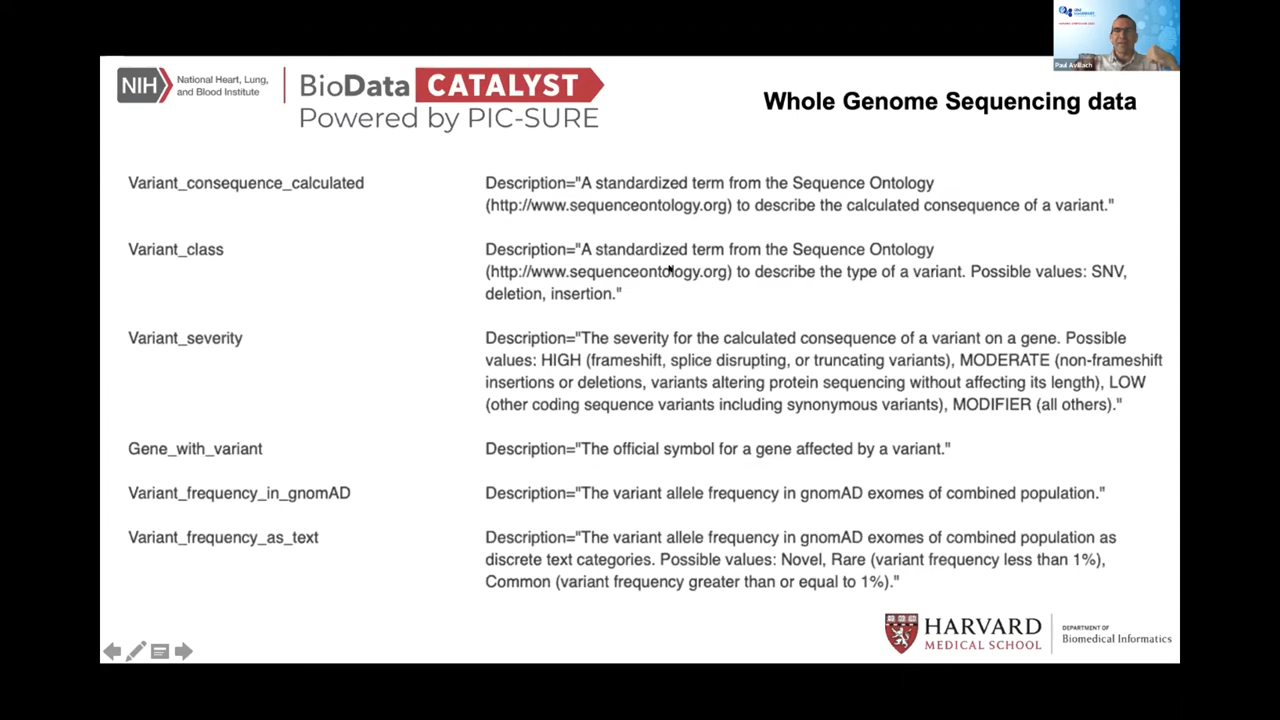 Paul Avillach
NIH
National Heart, Lung,
and Blood Institute
BioData CATALYST
Powered by PIC-SURE
Whole Genome Sequencing data
Variant_consequence_calculated
Description="A standardized term from the Sequence Ontology
(http://www.sequenceontology.org) to describe the calculated consequence of a variant."
Variant_class
Description="A standardized term from the Sequence Ontology
(http://www.sequenceontology.org) to describe the type of a variant. Possible values: SNV,
deletion, insertion."
Variant_severity
Description="The severity for the calculated consequence of a variant on a gene. Possible
values: HIGH (frameshift, splice disrupting, or truncating variants), MODERATE (non-frameshift
insertions or deletions, variants altering protein sequencing without affecting its length), LOW
(other coding sequence variants including synonymous variants), MODIFIER (all others)."
Gene_with_variant
Description="The official symbol for a gene affected by a variant."
Variant_frequency_in_gnomAD
Description="The variant allele frequency in gnomAD exomes of combined population."
Variant_frequency_as_text
Description="The variant allele frequency in gnomAD exomes of combined population as
discrete text categories. Possible values: Novel, Rare (variant frequency less than 1%),
Common (variant frequency greater than or equal to 1%)."
HARVARD
MEDICAL SCHOOL
DEPARTMENT OF
Biomedical Informatics